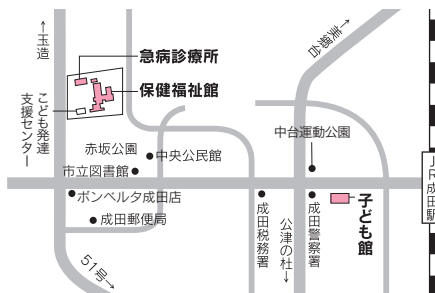 ←玉造
急病診療所
保健福祉館
こども発達
支援センター
←美郷台
赤坂公園
中央公民館
市立図書館
中台運動公園
ボンベルタ成田店
成田郵便局
成田税務署
公津の杜→
成田警察署
子ども館
JR成田駅
51号→